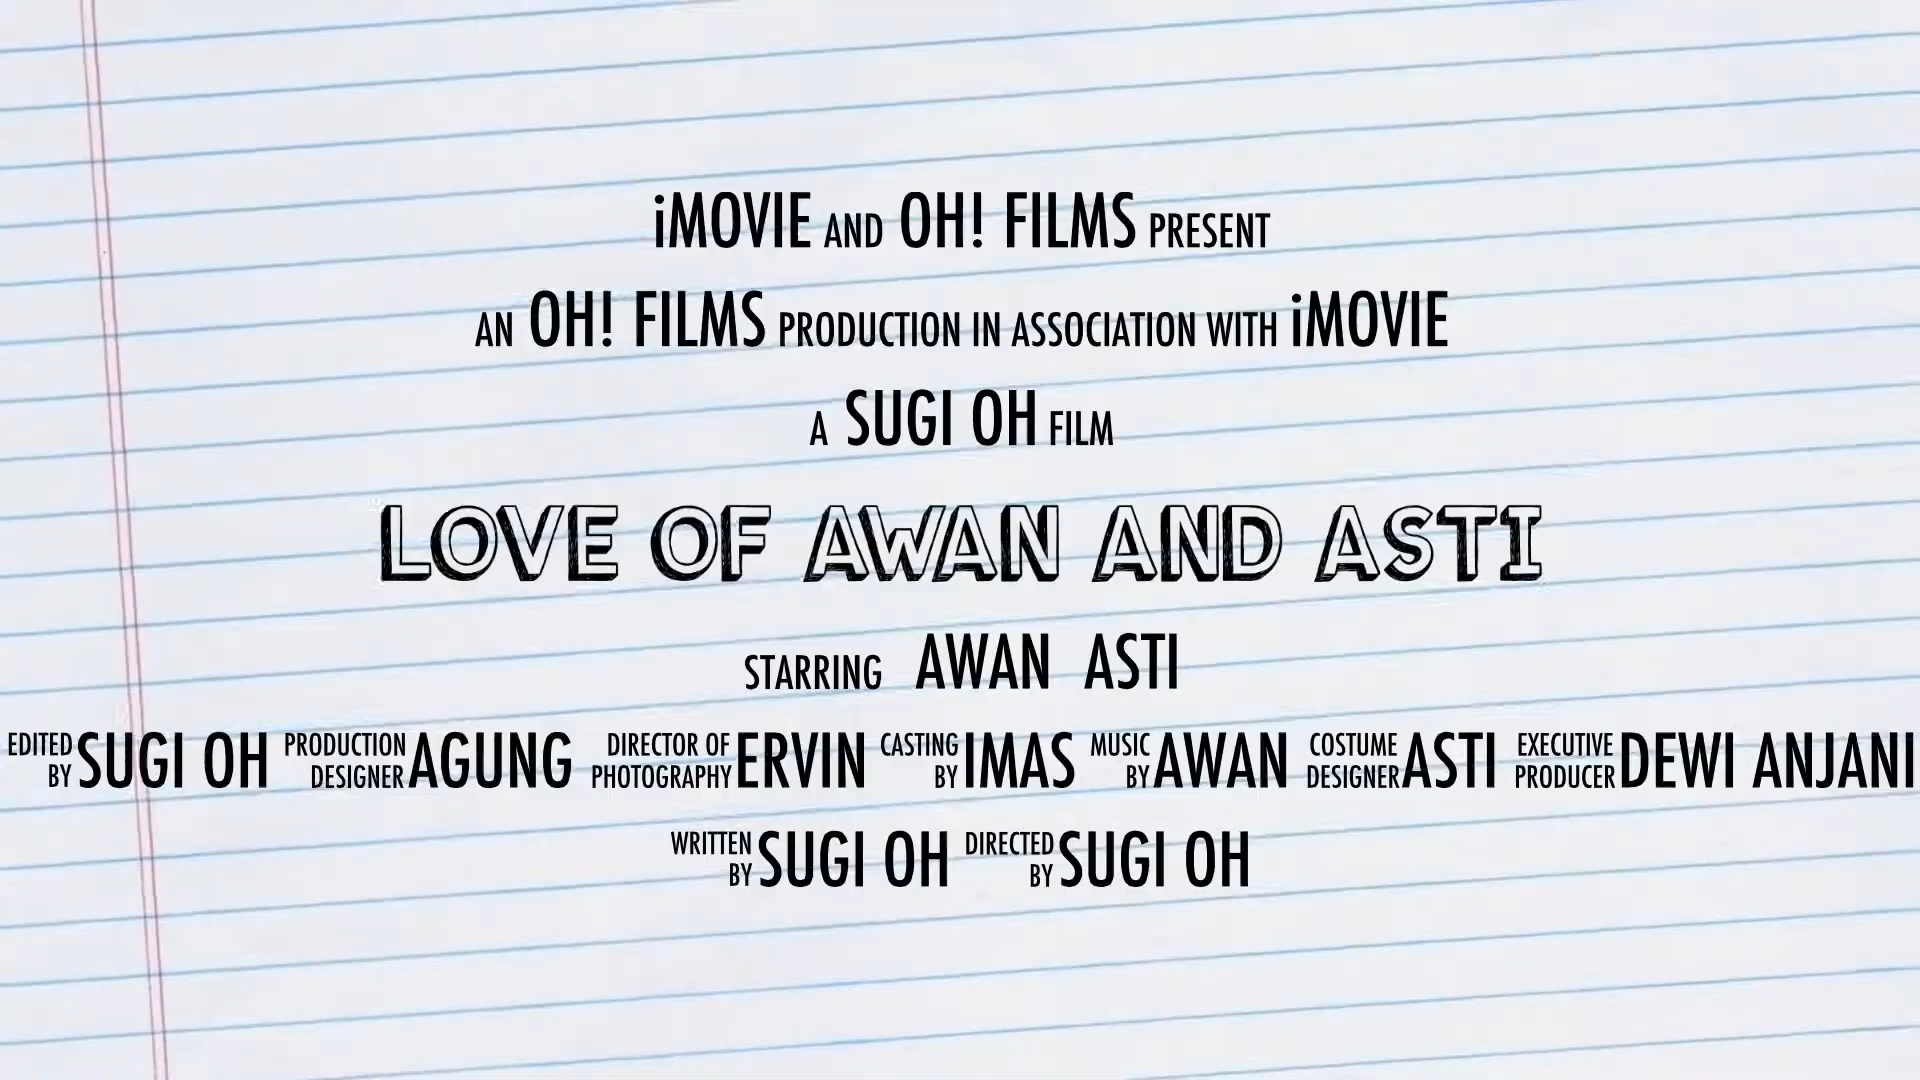 iMOVIE AND OH! FILMS PRESENT
AN OH! FILMS PRODUCTION IN ASSOCIATION WITH iMOVIE
A SUGI OH FILM
LOVE OF AWAN AND ASTI
STARRING AWAN ASTI
EDITED BY SUGI OH PRODUCTION DESIGNER AGUNG DIRECTOR OF PHOTOGRAPHY ERVIN CASTING BY IMAS MUSIC BY AWAN COSTUME DESIGNER ASTI EXECUTIVE PRODUCER DEWI ANJANI
WRITTEN BY SUGI OH DIRECTED BY SUGI OH